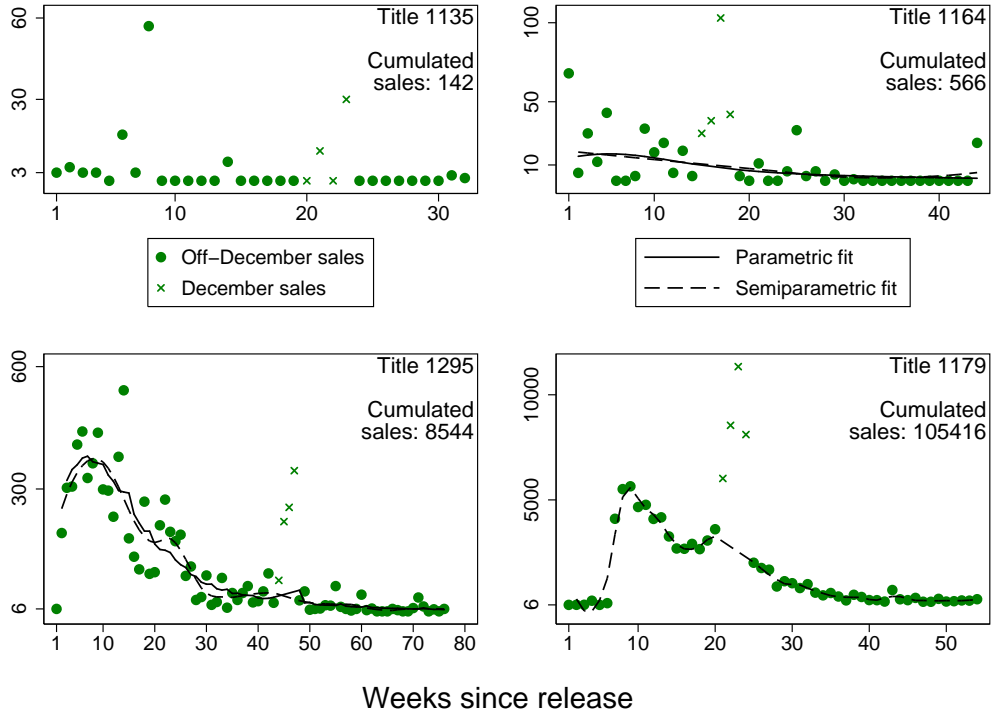 Title 1135
Cumulated
sales: 142
60
30
3
1
10
20
30
Title 1164
Cumulated
sales: 566
100
50
10
1
10
20
30
40
Off−December sales
December sales
Parametric fit
Semiparametric fit
Title 1295
Cumulated
sales: 8544
600
300
6
1
10
20
30
40
50
60
70
80
Title 1179
Cumulated
sales: 105416
10000
5000
6
1
10
20
30
40
50
Weeks since release